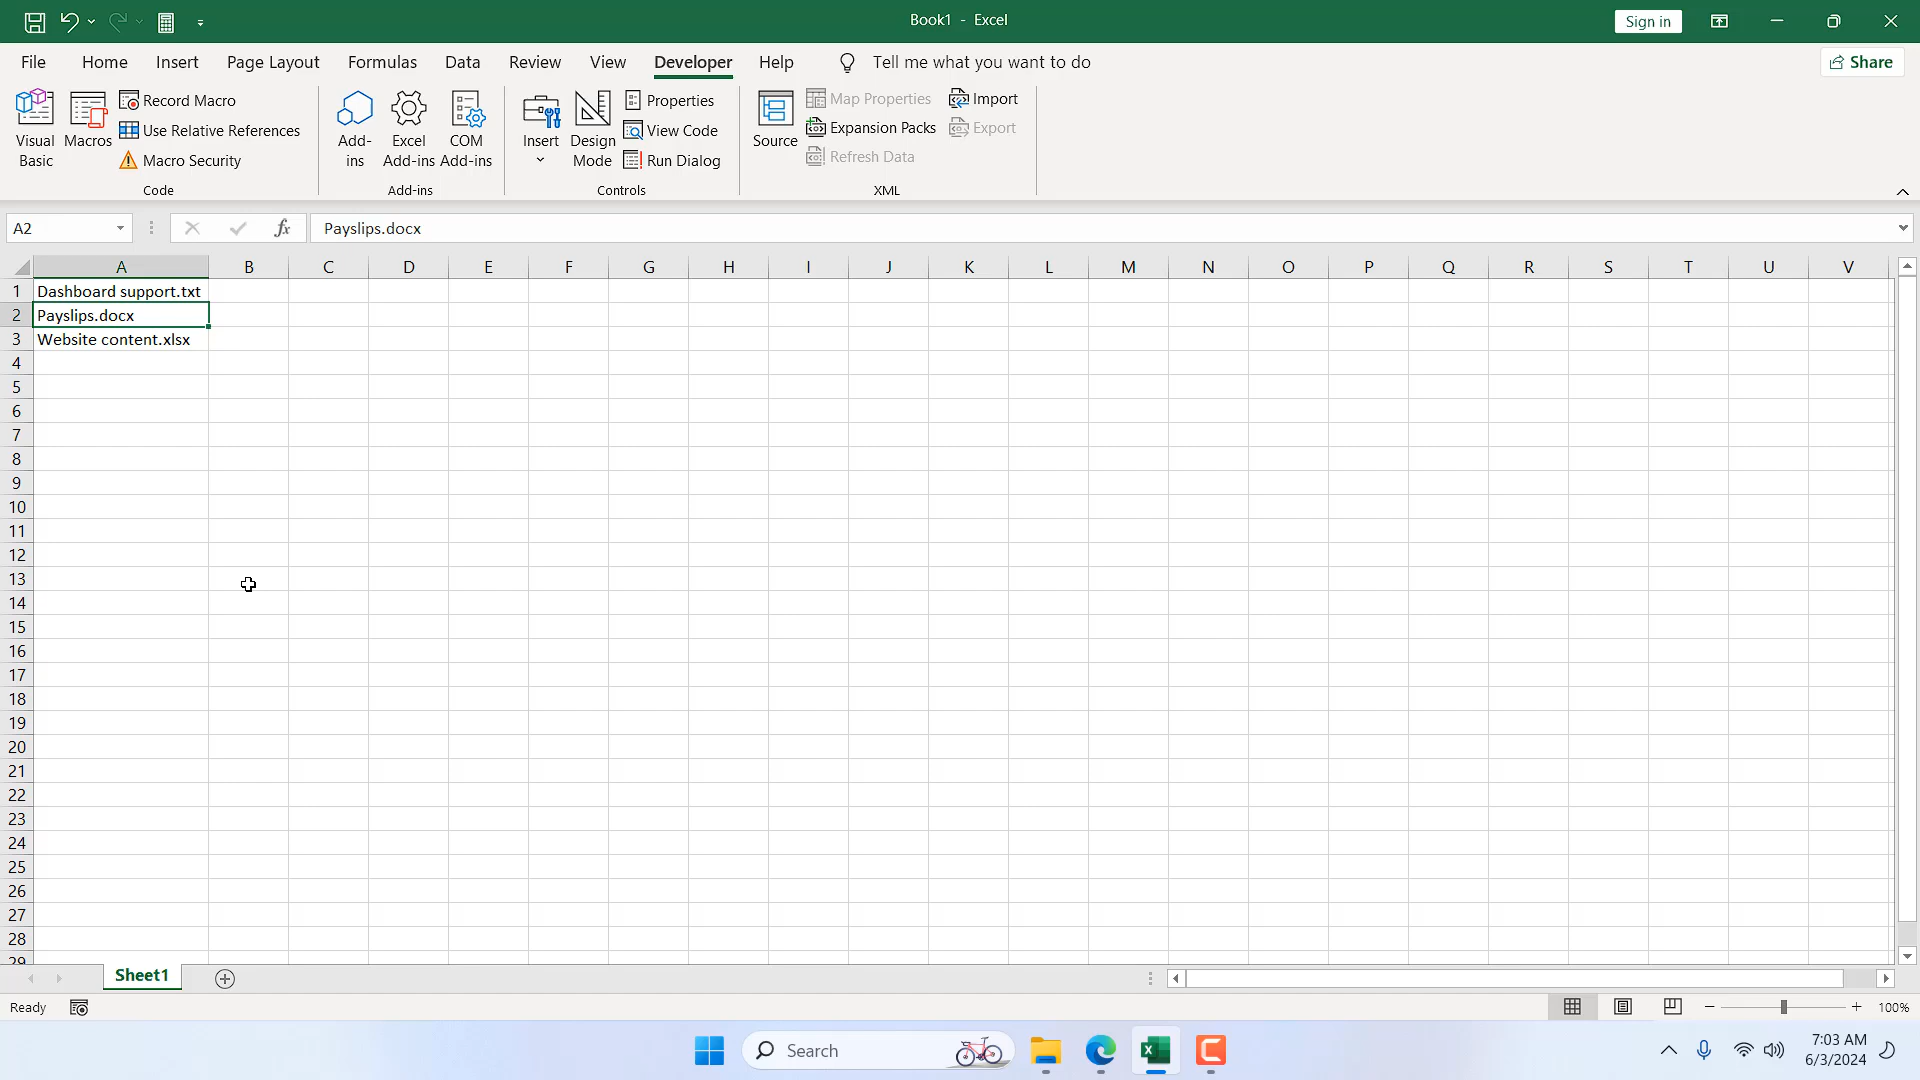 Book1 - Excel
Sign in
File Home Insert Page Layout Formulas Data Review View Developer Help Tell me what you want to do Share
Visual Basic
Macros
Record Macro
Use Relative References
Macro Security
Code
Add-ins
Excel Add-ins
COM Add-ins
Add-ins
Insert
Design Mode
Properties
View Code
Run Dialog
Controls
Source
Map Properties
Expansion Packs
Refresh Data
Import
Export
XML
A2 fx Payslips.docx
A B C D E F G H I J K L M N O P Q R S T U V
1 Dashboard support.txt
2 Payslips.docx
3 Website content.xlsx
4
5
6
7
8
9
10
11
12
13
14
15
16
17
18
19
20
21
22
23
24
25
26
27
28
29
Sheet1
Ready
100%
Search
7:03 AM
6/3/2024